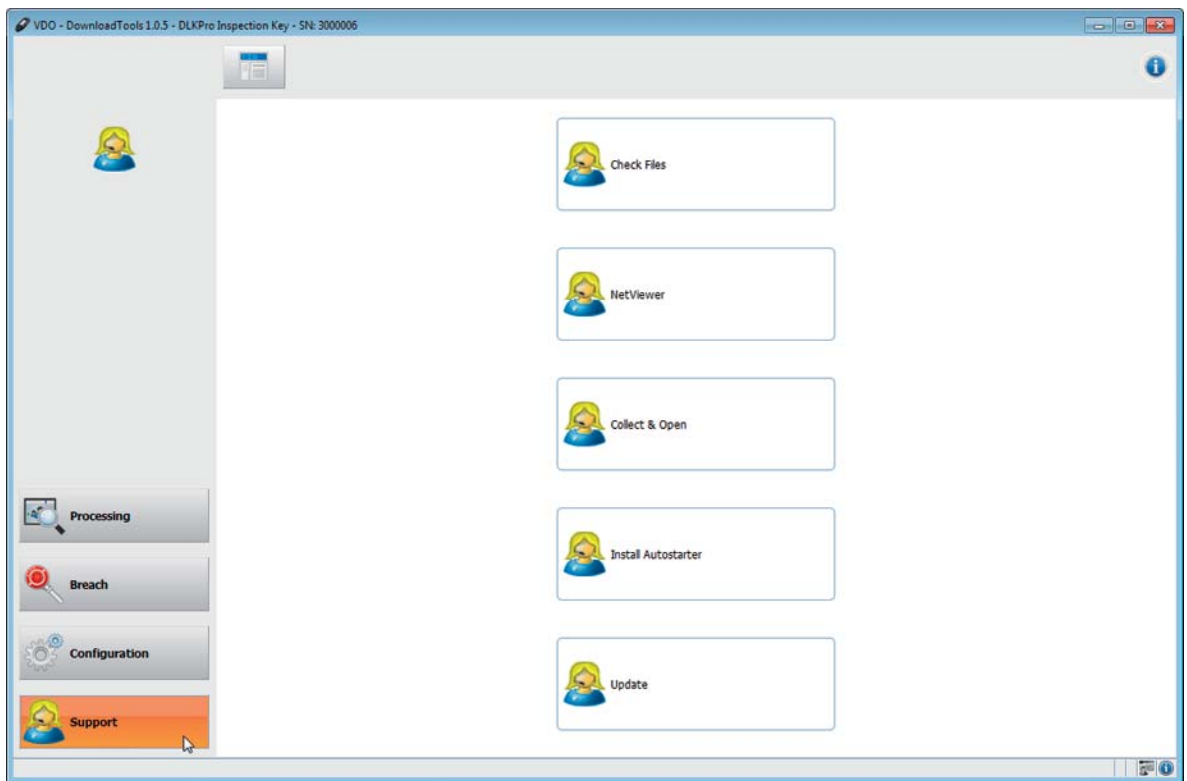 VDO - DownloadTools 1.0.5 - DLKPro Inspection Key - SN: 3000006
Check Files
NetViewer
Collect & Open
Processing
Install Autostarter
Breach
Configuration
Update
Support